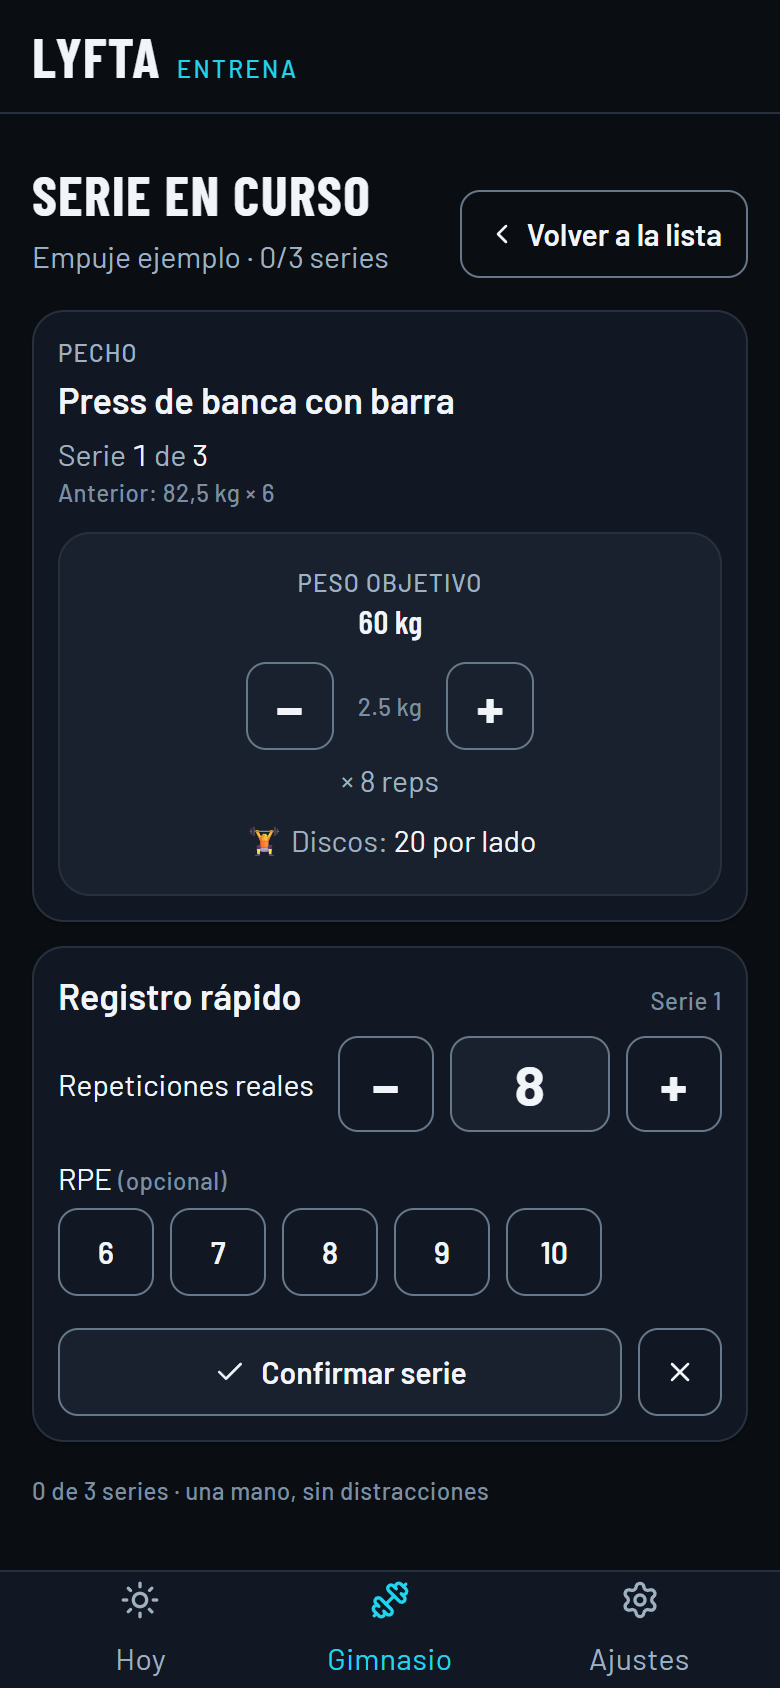 LYFTA ENTRENA
SERIE EN CURSO
Empuje ejemplo · 0/3 series
Volver a la lista
PECHO
Press de banca con barra
Serie 1 de 3
Anterior: 82,5 kg × 6
PESO OBJETIVO
60 kg
− 2.5 kg +
× 8 reps
Discos: 20 por lado
Registro rápido
Serie 1
Repeticiones reales − 8 +
RPE (opcional)
6 7 8 9 10
Confirmar serie
0 de 3 series · una mano, sin distracciones
Hoy Gimnasio Ajustes